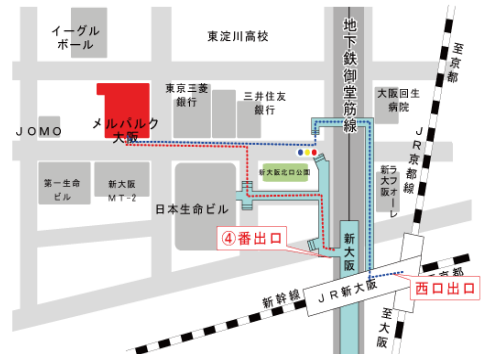 イーグル
ボール
東淀川高校
地下鉄御堂筋線
至京都
東京三菱
銀行
三井住友
銀行
大阪回生
病院
メルパルク
大阪
JOMO
JR京都線
第一生命
ビル
新大阪
MT-2
新大阪北口公園
ラフォーレ
新大阪
日本生命ビル
④番出口
新大阪
新幹線
JR新大阪
京都
西口出口
至大阪